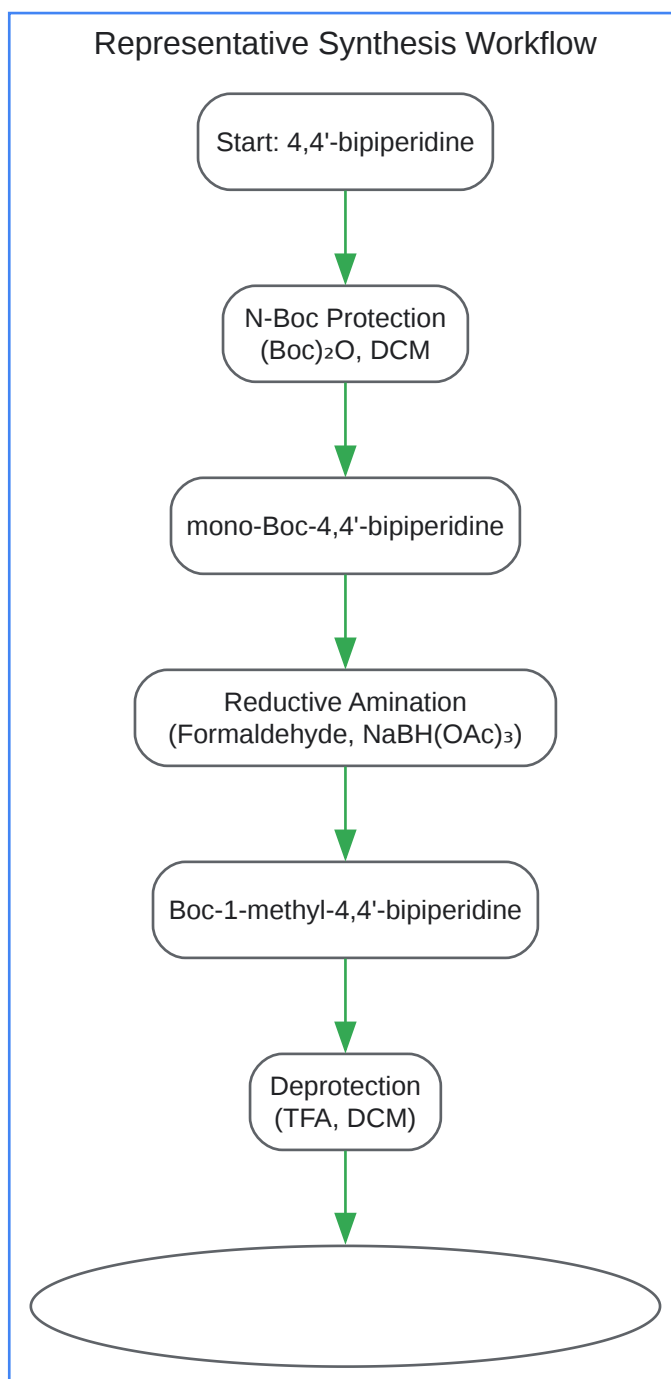 Representative Synthesis Workflow
Start: 4,4'-bipiperidine
N-Boc Protection
(Boc)₂O, DCM
mono-Boc-4,4'-bipiperidine
Reductive Amination
(Formaldehyde, NaBH(OAc)₃)
Boc-1-methyl-4,4'-bipiperidine
Deprotection
(TFA, DCM)